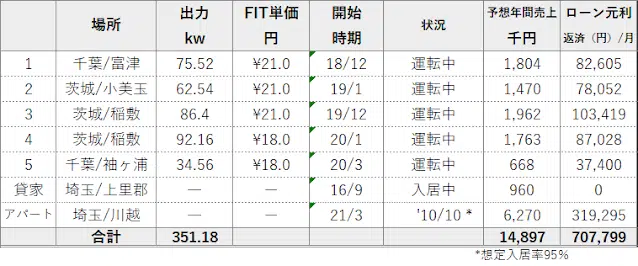 場所 出力 kw FIT単価 円 開始時期 状況 予想年間売上 千円 ローン元利 返済（円）/月
1 千葉/富津 75.52 ¥21.0 18/12 運転中 1,804 82,605
2 茨城/小美玉 62.54 ¥21.0 19/1 運転中 1,470 78,052
3 茨城/稲敷 86.4 ¥21.0 19/12 運転中 1,962 103,419
4 茨城/稲敷 92.16 ¥18.0 20/1 運転中 1,763 87,028
5 千葉/袖ヶ浦 34.56 ¥18.0 20/3 運転中 668 37,400
貸家 埼玉/上里郡 — — 16/9 入居中 960 0
アパート 埼玉/川越 — — 21/3 '10/10 * 6,270 319,295
合計 351.18 14,897 707,799
*想定入居率95%